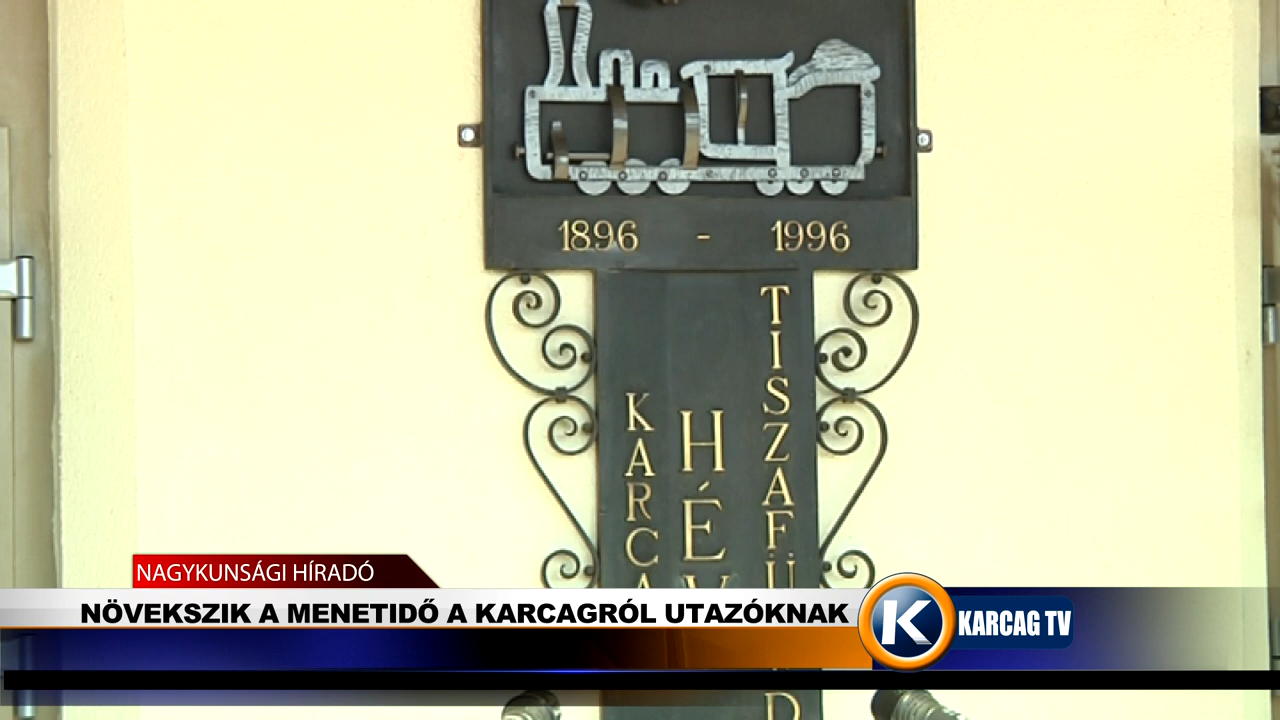 1896 - 1996
KARCA
HÉV
TISZAFÜ
D
NAGYKUNSÁGI HÍRADÓ
NÖVEKSZIK A MENETIDŐ A KARCAGRÓL UTAZÓKNAK
K KARCAG TV